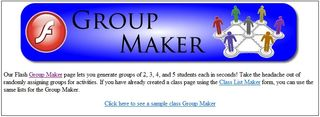 GROUP
MAKER
Our Flash Group Maker page lets you generate groups of 2, 3, 4, and 5 students each in seconds! Take the headache out of
randomly assigning groups for activities. If you have already created a class page using the Class List Maker form, you can use the
same lists for the Group Maker.
Click here to see a sample class Group Maker